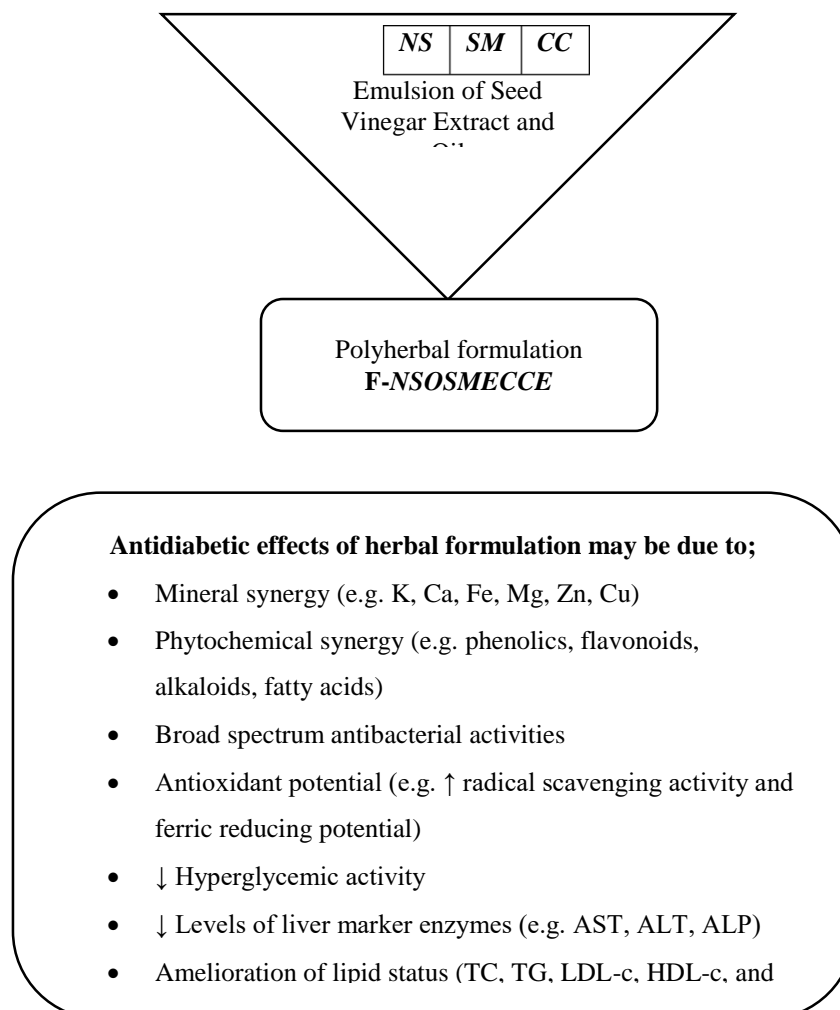 NS SM CC
Emulsion of Seed
Vinegar Extract and
Polyherbal formulation
F-NSOSMECCE
Antidiabetic effects of herbal formulation may be due to;
• Mineral synergy (e.g. K, Ca, Fe, Mg, Zn, Cu)
• Phytochemical synergy (e.g. phenolics, flavonoids,
alkaloids, fatty acids)
• Broad spectrum antibacterial activities
• Antioxidant potential (e.g. ↑ radical scavenging activity and
ferric reducing potential)
• ↓ Hyperglycemic activity
• ↓ Levels of liver marker enzymes (e.g. AST, ALT, ALP)
• Amelioration of lipid status (TC, TG, LDL-c, HDL-c, and